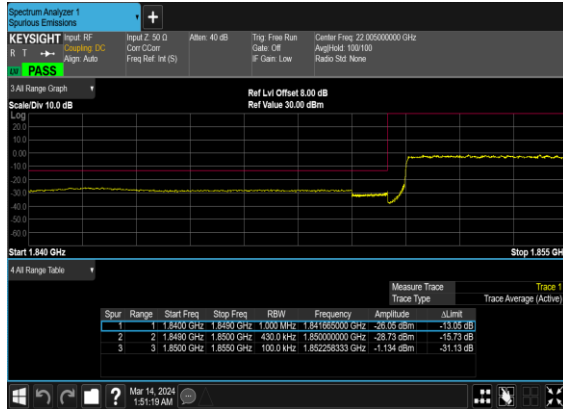 Spectrum Analyzer 1
Spurious Emissions
KEYSIGHT Input: RF Input Z: 50 Ω Atten: 40 dB Trig: Free Run Center Freq: 22.005000000 GHz
R T Coupling: DC Corr CCorr Gate: Off Avg|Hold: 100/100
Align: Auto Freq Ref: Int (S) IF Gain: Low Radio Std: None
PASS
3 All Range Graph
Ref Lvl Offset 8.00 dB
Scale/Div 10.0 dB Ref Value 30.00 dBm
Log
20.0
10.0
0.00
-10.0
-20.0
-30.0
-40.0
-50.0
-60.0
Start 1.840 GHz Stop 1.855 GH
4 All Range Table
Measure Trace Trace 1
Trace Type Trace Average (Active)
Spur Range Start Freq Stop Freq RBW Frequency Amplitude ΔLimit
1 1 1.8400 GHz 1.8490 GHz 1.000 MHz 1.841665000 GHz -26.05 dBm -13.05 dB
2 2 1.8490 GHz 1.8500 GHz 430.0 kHz 1.850000000 GHz -28.73 dBm -15.73 dB
3 3 1.8500 GHz 1.8550 GHz 100.0 kHz 1.852258333 GHz -1.134 dBm -31.13 dB
Mar 14, 2024
1:51:19 AM